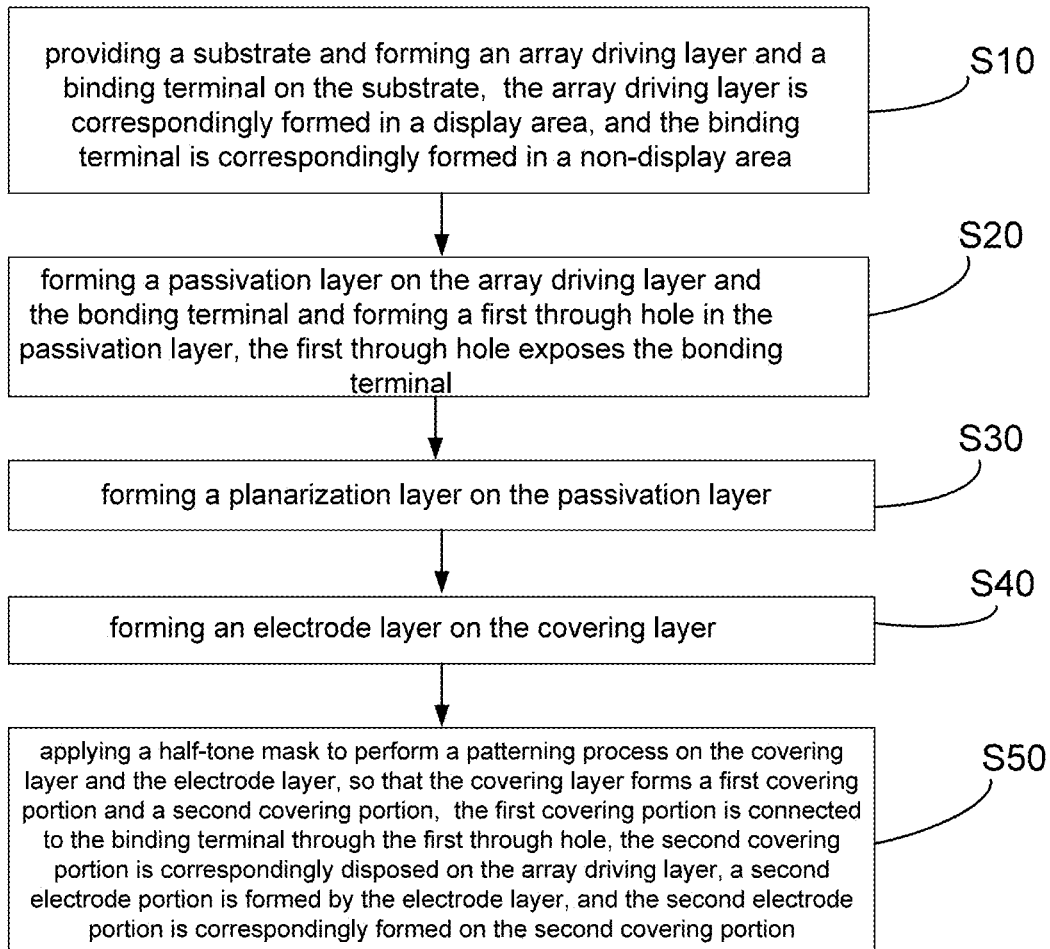 providing a substrate and forming an array driving layer and a
binding terminal on the substrate, the array driving layer is
correspondingly formed in a display area, and the binding
terminal is correspondingly formed in a non-display area
S10
forming a passivation layer on the array driving layer and
the bonding terminal and forming a first through hole in the
passivation layer, the first through hole exposes the bonding
terminal
S20
forming a planarization layer on the passivation layer
S30
forming an electrode layer on the covering layer
S40
applying a half-tone mask to perform a patterning process on the covering
layer and the electrode layer, so that the covering layer forms a first covering
portion and a second covering portion, the first covering portion is connected
to the binding terminal through the first through hole, the second covering
portion is correspondingly disposed on the array driving layer, a second
electrode portion is formed by the electrode layer, and the second electrode
portion is correspondingly formed on the second covering portion
S50